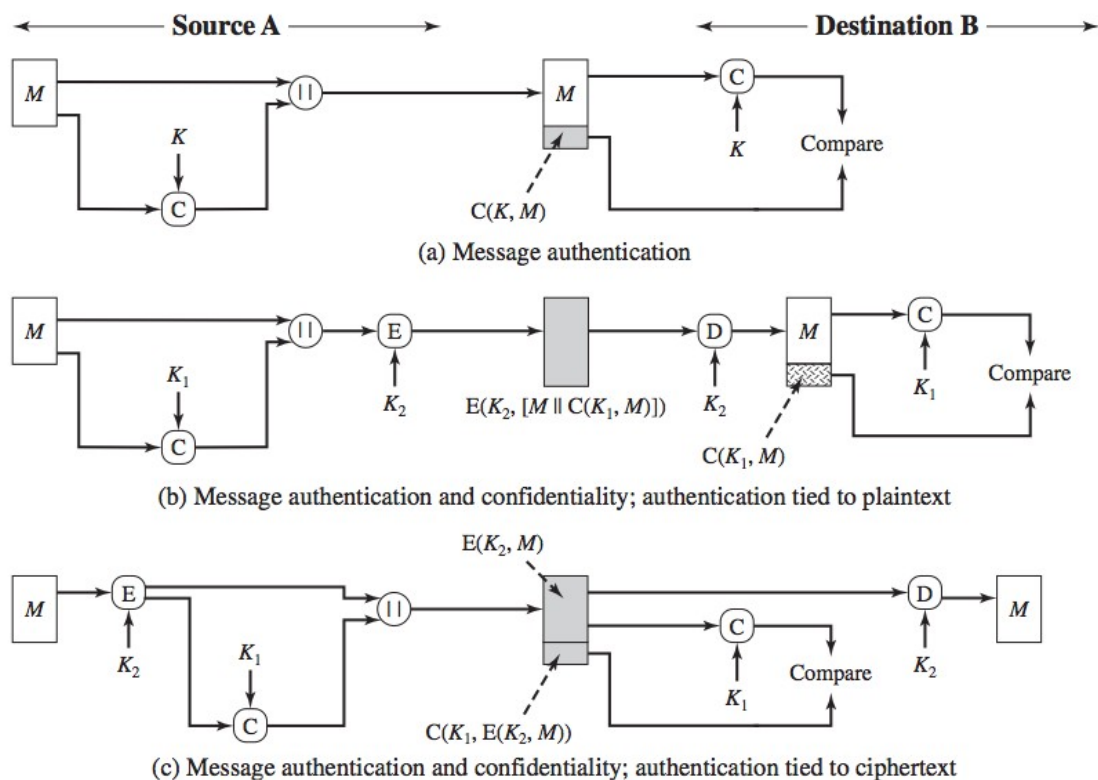 Source A
Destination B
M
||
M
C
K
K
Compare
C
C(K, M)
(a) Message authentication
M
||
E
D
M
C
K₁
K₂
E(K₂, [M || C(K₁, M)])
K₂
K₁
Compare
C
C(K₁, M)
(b) Message authentication and confidentiality; authentication tied to plaintext
E(K₂, M)
M
E
||
D
M
C
K₂
K₁
K₁
Compare
K₂
C
C(K₁, E(K₂, M))
(c) Message authentication and confidentiality; authentication tied to ciphertext